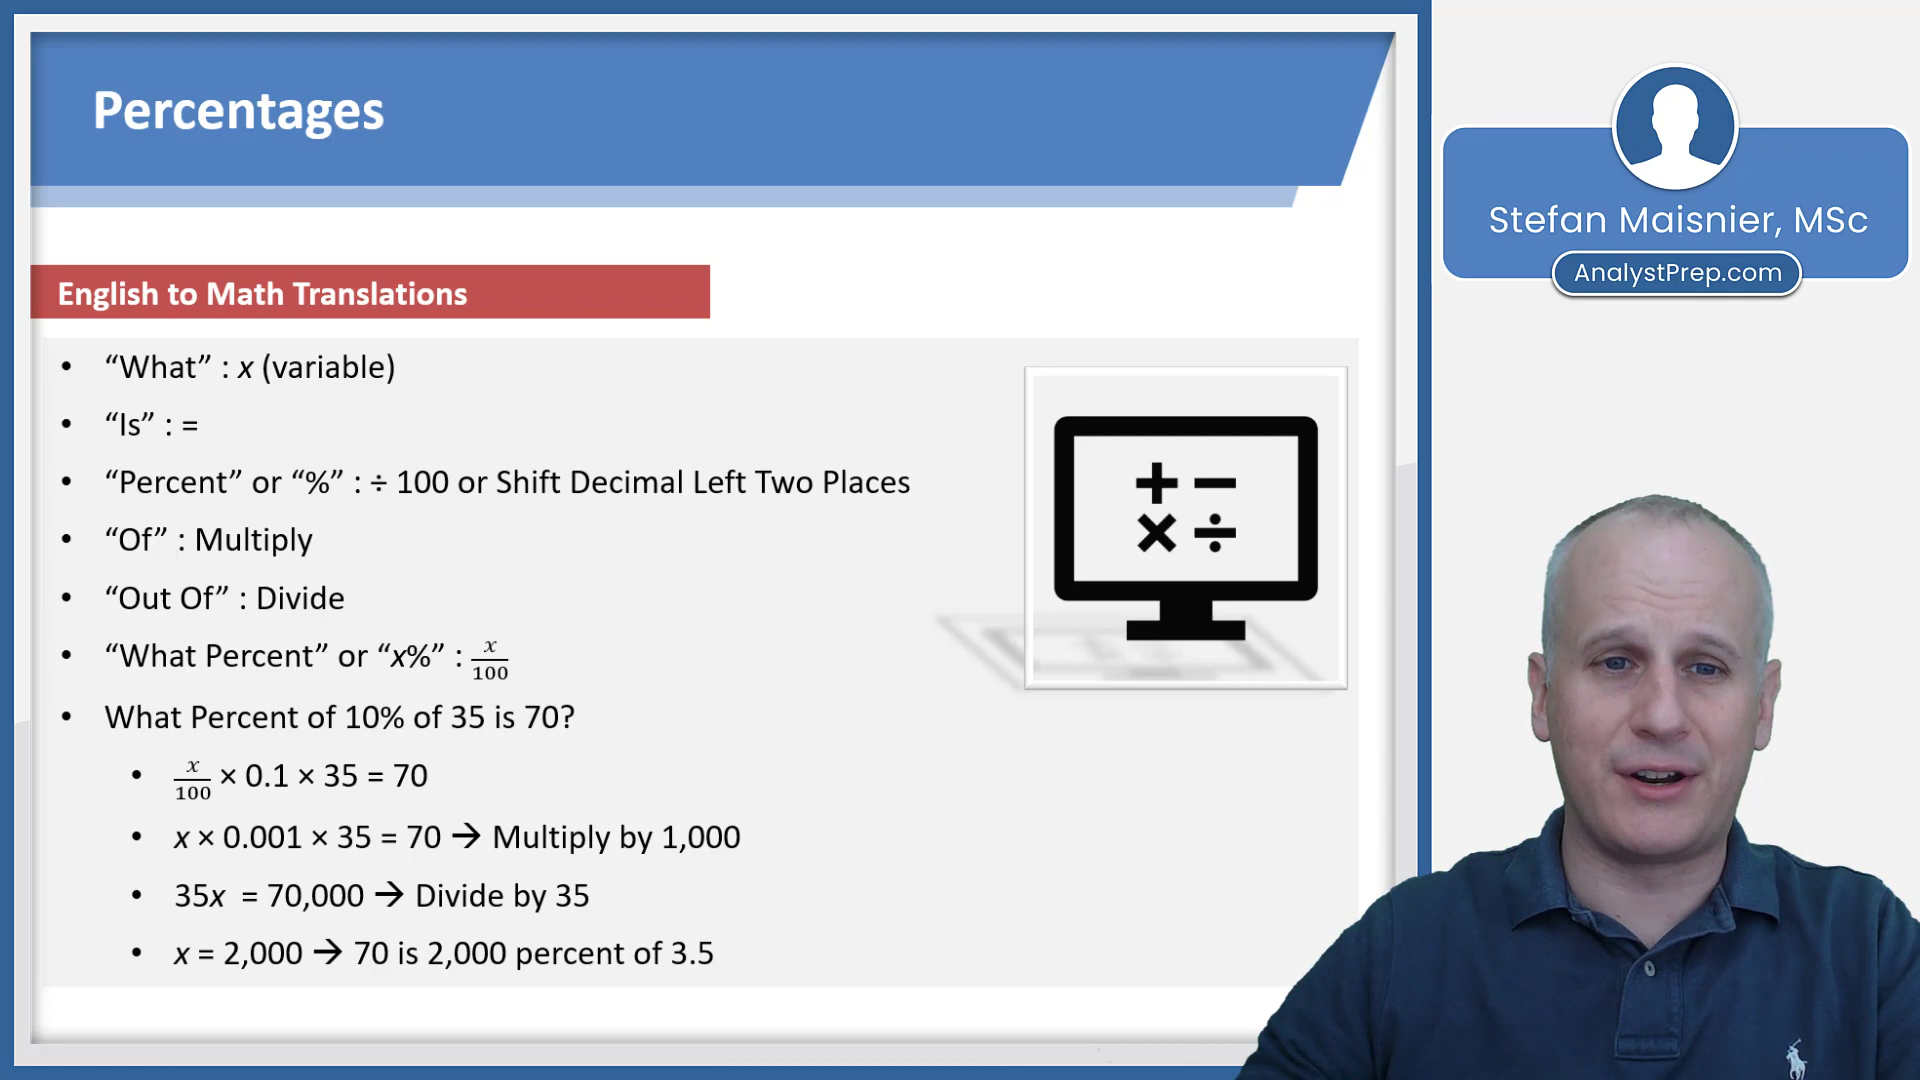 Percentages
English to Math Translations
• “What” : x (variable)
• “Is” : =
• “Percent” or “%” : ÷ 100 or Shift Decimal Left Two Places
• “Of” : Multiply
• “Out Of” : Divide
• “What Percent” or “x%” : x/100
• What Percent of 10% of 35 is 70?
• x/100 × 0.1 × 35 = 70
• x × 0.001 × 35 = 70 → Multiply by 1,000
• 35x = 70,000 → Divide by 35
• x = 2,000 → 70 is 2,000 percent of 3.5
+ −
× ÷
Stefan Maisnier, MSc
AnalystPrep.com